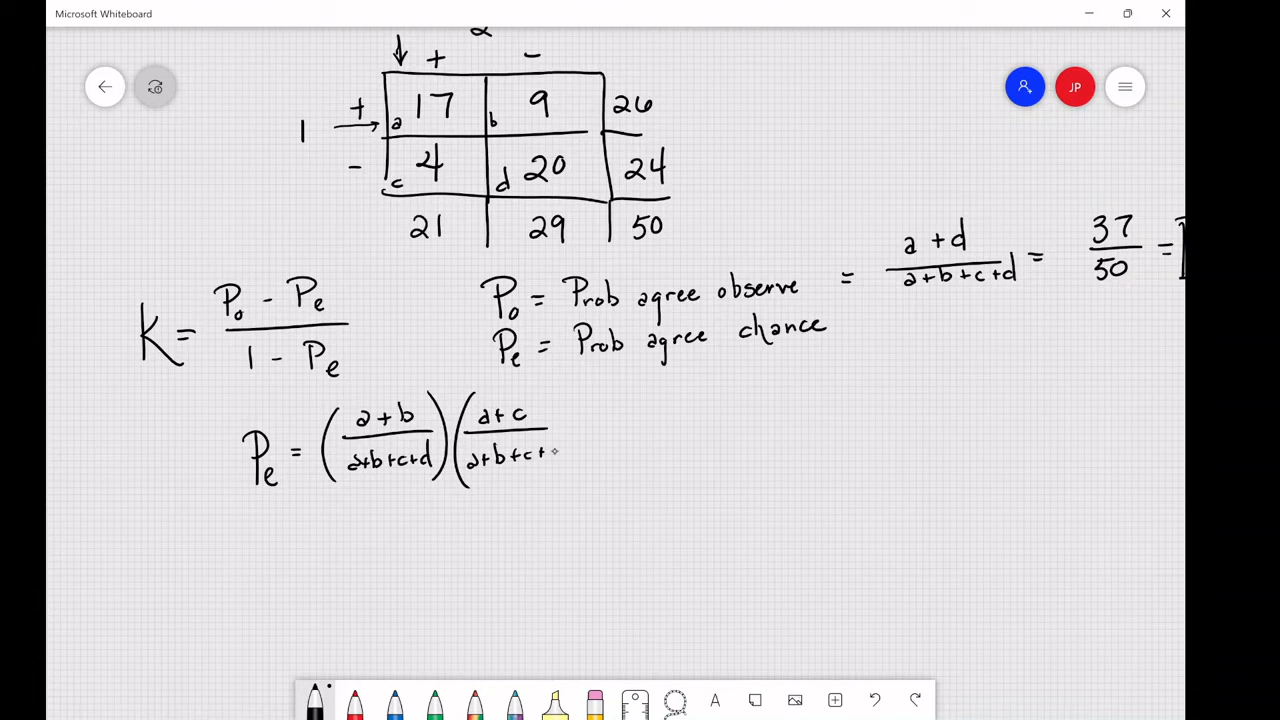 Microsoft Whiteboard
+ -
+ a 17 b 9 26
1
- c 4 d 20 24
21 29 50
JP
K = Po - Pe / 1 - Pe
Po = Prob agree observe = a + d / a + b + c + d = 37 / 50 =
Pe = Prob agree chance
Pe = ( a + b / a+b+c+d ) ( a + c / a+b+c+
A